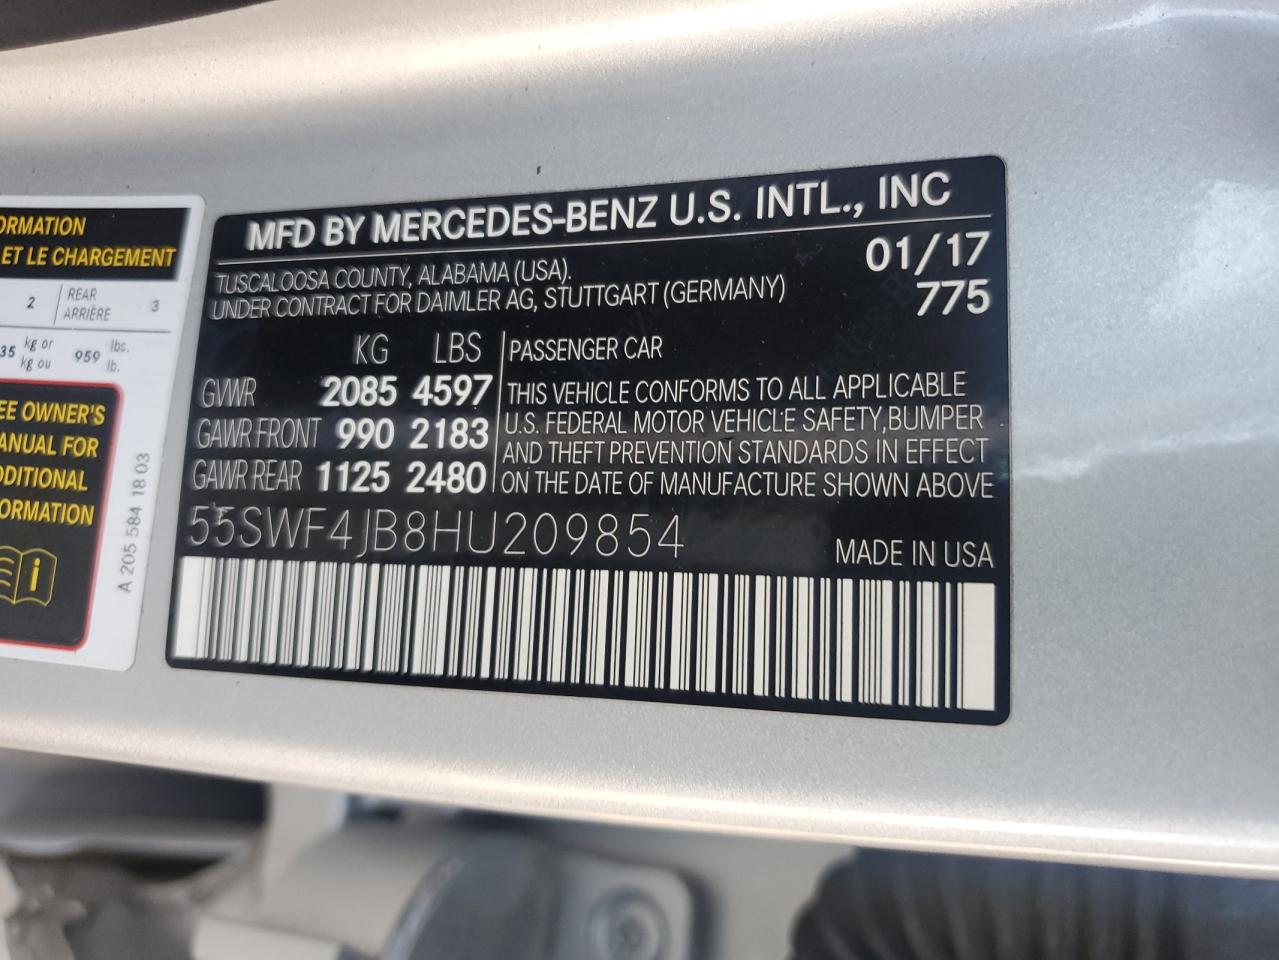 ORMATION
ET LE CHARGEMENT
2 REAR ARRIÈRE 3
35 kg or kg ou 959 lbs. lb.
EE OWNER'S
ANUAL FOR
DDITIONAL
ORMATION
A 205 584 18 03
MFD BY MERCEDES-BENZ U.S. INTL., INC
TUSCALOOSA COUNTY, ALABAMA (USA).
UNDER CONTRACT FOR DAIMLER AG, STUTTGART (GERMANY)
01/17
775
KG LBS
GVWR 2085 4597
GAWR FRONT 990 2183
GAWR REAR 1125 2480
PASSENGER CAR
THIS VEHICLE CONFORMS TO ALL APPLICABLE
U.S. FEDERAL MOTOR VEHICLE SAFETY, BUMPER
AND THEFT PREVENTION STANDARDS IN EFFECT
ON THE DATE OF MANUFACTURE SHOWN ABOVE
55SWF4JB8HU209854
MADE IN USA